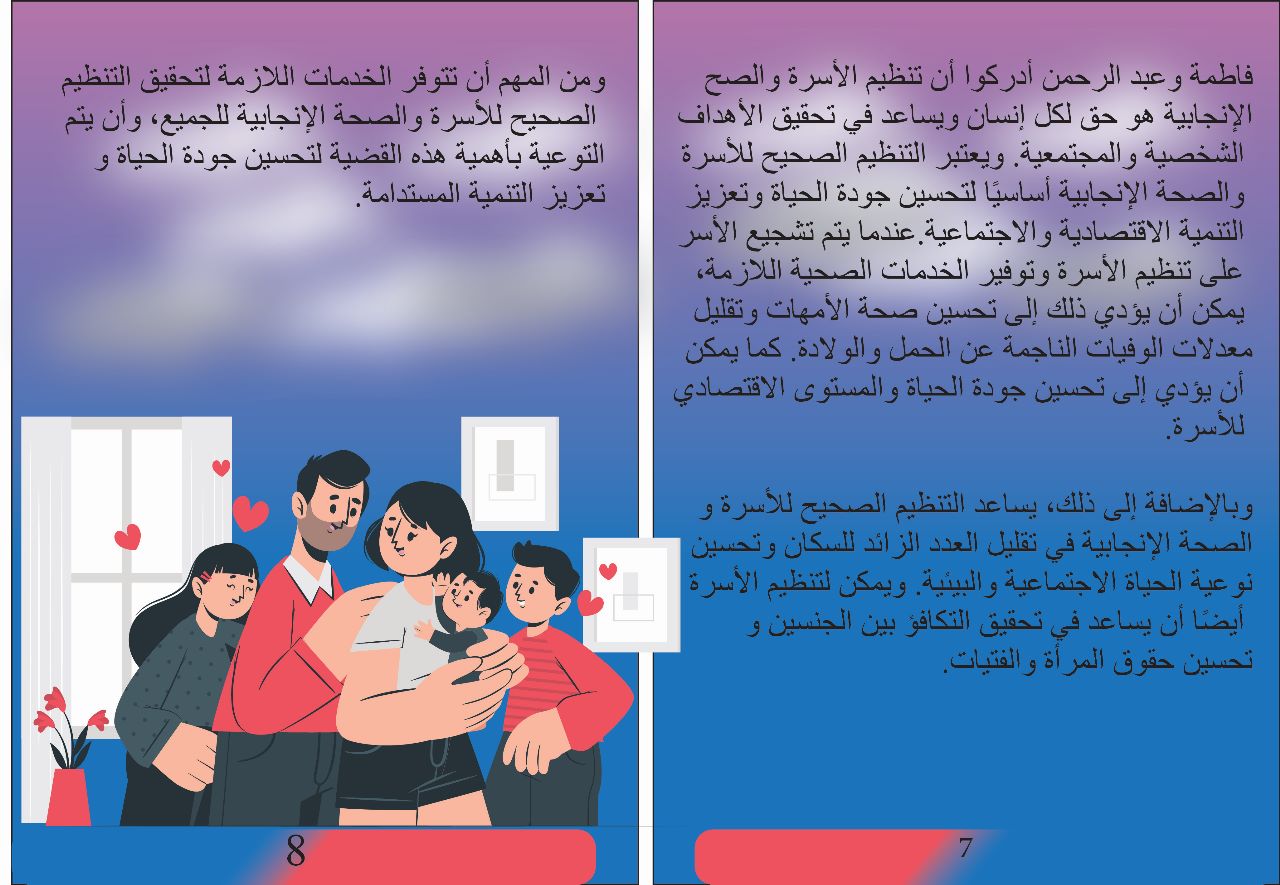 فاطمة وعبد الرحمن أدركوا أن تنظيم الأسرة والصح
الإنجابية هو حق لكل إنسان ويساعد في تحقيق الأهداف
الشخصية والمجتمعية. ويعتبر التنظيم الصحيح للأسرة
والصحة الإنجابية أساسيًا لتحسين جودة الحياة وتعزيز
التنمية الاقتصادية والاجتماعية.عندما يتم تشجيع الأسر
على تنظيم الأسرة وتوفير الخدمات الصحية اللازمة،
يمكن أن يؤدي ذلك إلى تحسين صحة الأمهات وتقليل
معدلات الوفيات الناجمة عن الحمل والولادة. كما يمكن
أن يؤدي إلى تحسين جودة الحياة والمستوى الاقتصادي
للأسرة.
وبالإضافة إلى ذلك، يساعد التنظيم الصحيح للأسرة و
الصحة الإنجابية في تقليل العدد الزائد للسكان وتحسين
نوعية الحياة الاجتماعية والبيئية. ويمكن لتنظيم الأسرة
أيضًا أن يساعد في تحقيق التكافؤ بين الجنسين و
تحسين حقوق المرأة والفتيات.
7
ومن المهم أن تتوفر الخدمات اللازمة لتحقيق التنظيم
الصحيح للأسرة والصحة الإنجابية للجميع، وأن يتم
التوعية بأهمية هذه القضية لتحسين جودة الحياة و
تعزيز التنمية المستدامة.
8